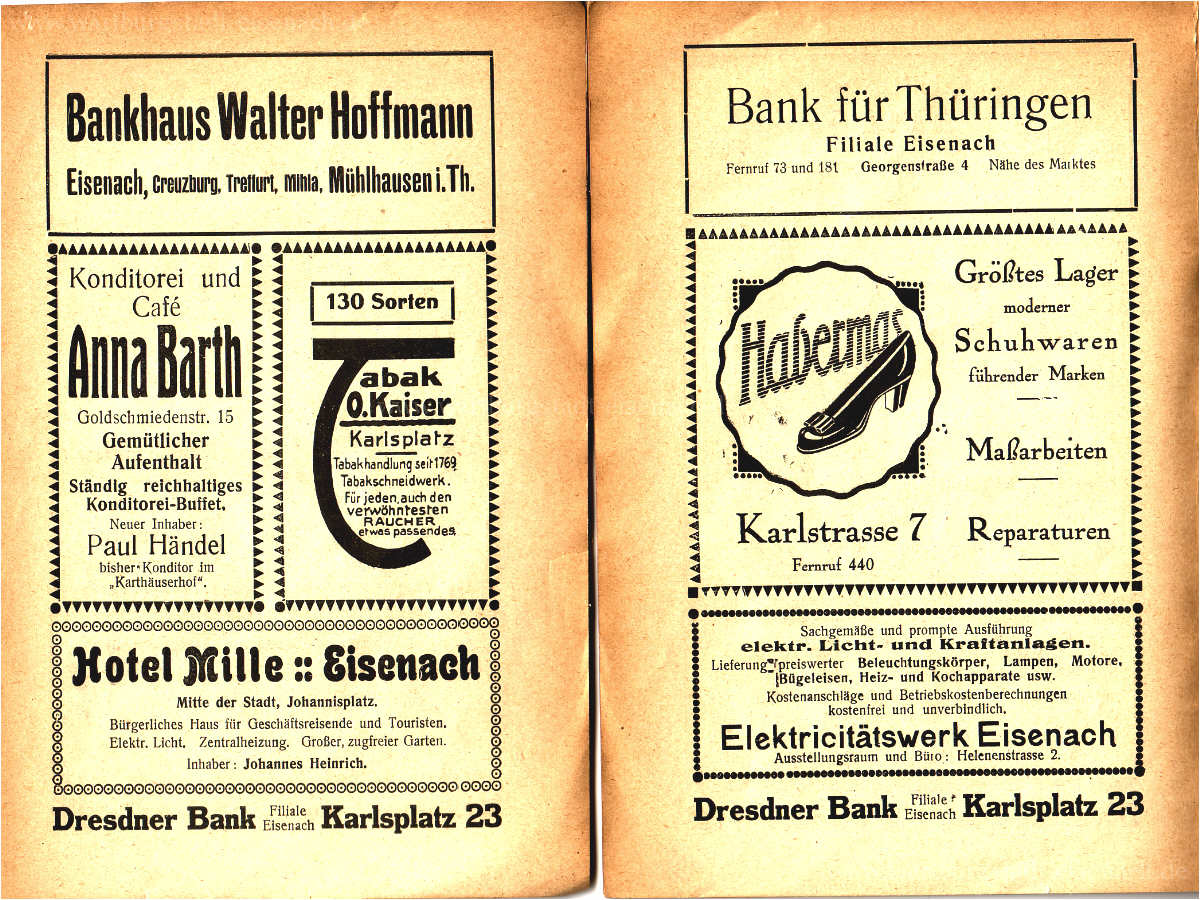 Bankhaus Walter Hoffmann
Eisenach, Creuzburg, Treffurt, Mihla, Mühlhausen i. Th.
Konditorei und
Café
Anna Barth
Goldschmiedenstr. 15
Gemütlicher
Aufenthalt
Ständig reichhaltiges
Konditorei-Buffet.
Neuer Inhaber:
Paul Händel
bisher Konditor im
„Karthäuserhof".
130 Sorten
Tabak
O.Kaiser
Karlsplatz
Tabakhandlung seit 1769
Tabakschneidwerk.
Für jeden, auch den
verwöhntesten
RAUCHER
etwas passendes
Hotel Mille :: Eisenach
Mitte der Stadt, Johannisplatz.
Bürgerliches Haus für Geschäftsreisende und Touristen.
Elektr. Licht. Zentralheizung. Großer, zugfreier Garten.
Inhaber: Johannes Heinrich.
Dresdner Bank Filiale Eisenach Karlsplatz 23
Bank für Thüringen
Filiale Eisenach
Fernruf 73 und 181 Georgenstraße 4 Nähe des Marktes
Habermas
Karlstrasse 7
Fernruf 440
Größtes Lager
moderner
Schuhwaren
führender Marken
Maßarbeiten
Reparaturen
Sachgemäße und prompte Ausführung
elektr. Licht- und Kraftanlagen.
Lieferung preiswerter Beleuchtungskörper, Lampen, Motore,
Bügeleisen, Heiz- und Kochapparate usw.
Kostenanschläge und Betriebskostenberechnungen
kostenfrei und unverbindlich.
Elektricitätswerk Eisenach
Ausstellungsraum und Büro: Helenenstrasse 2.
Dresdner Bank Filiale Eisenach Karlsplatz 23